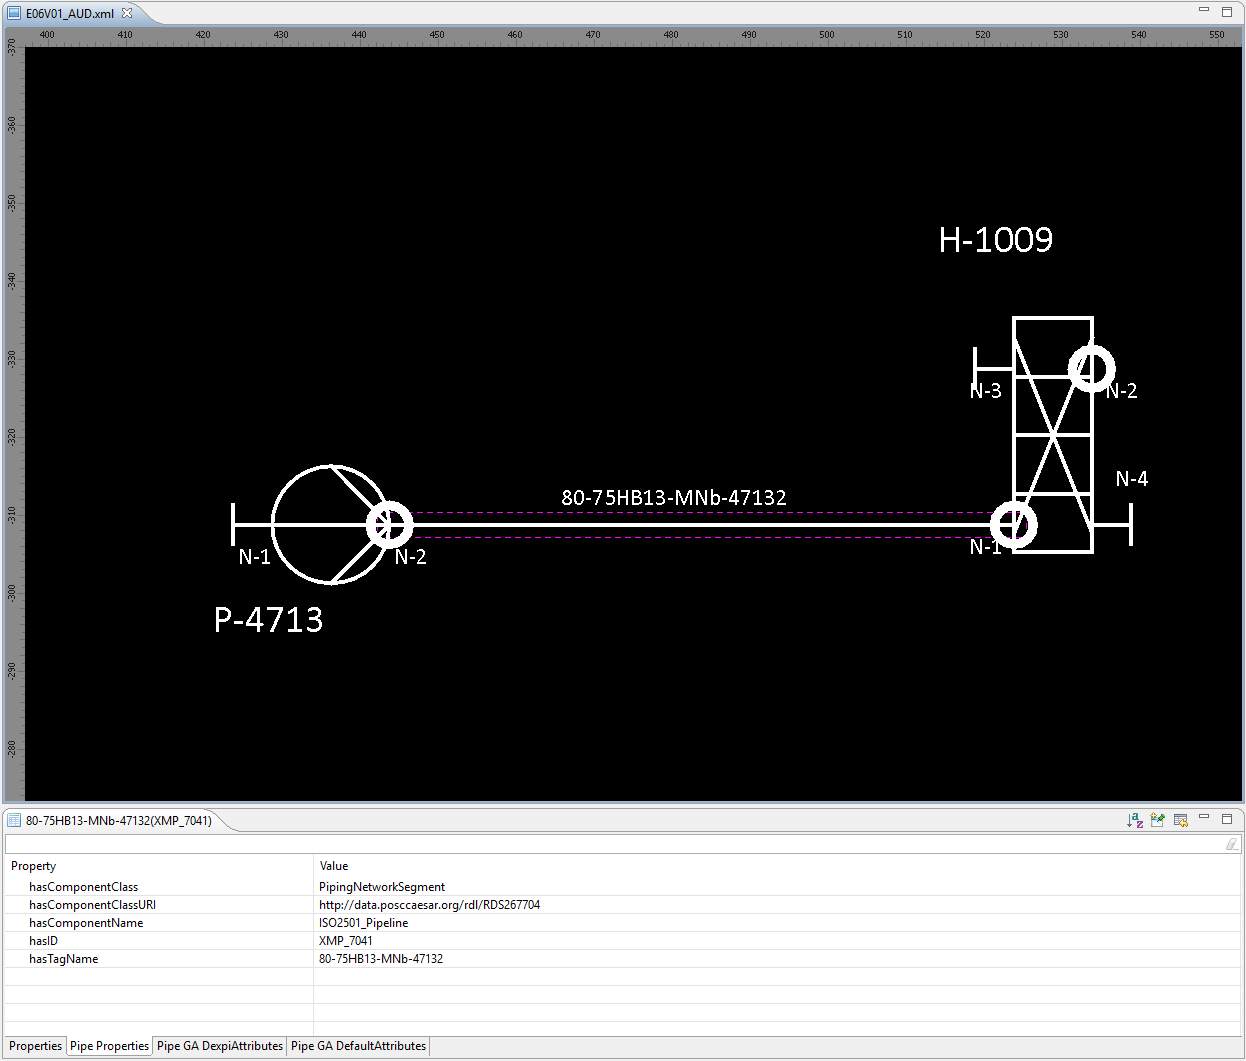 E06V01_AUD.xml
400 410 420 430 440 450 460 470 480 490 500 510 520 530 540 550
-370
-360
-350
-340
-330
-320
-310
-300
-290
-280
H-1009
N-3
N-2
N-4
80-75HB13-MNb-47132
N-1
N-2
N-1
P-4713
80-75HB13-MNb-47132(XMP_7041)
Property Value
hasComponentClass PipingNetworkSegment
hasComponentClassURI http://data.posccaesar.org/rdl/RDS267704
hasComponentName ISO2501_Pipeline
hasID XMP_7041
hasTagName 80-75HB13-MNb-47132
Properties Pipe Properties Pipe GA DexpiAttributes Pipe GA DefaultAttributes